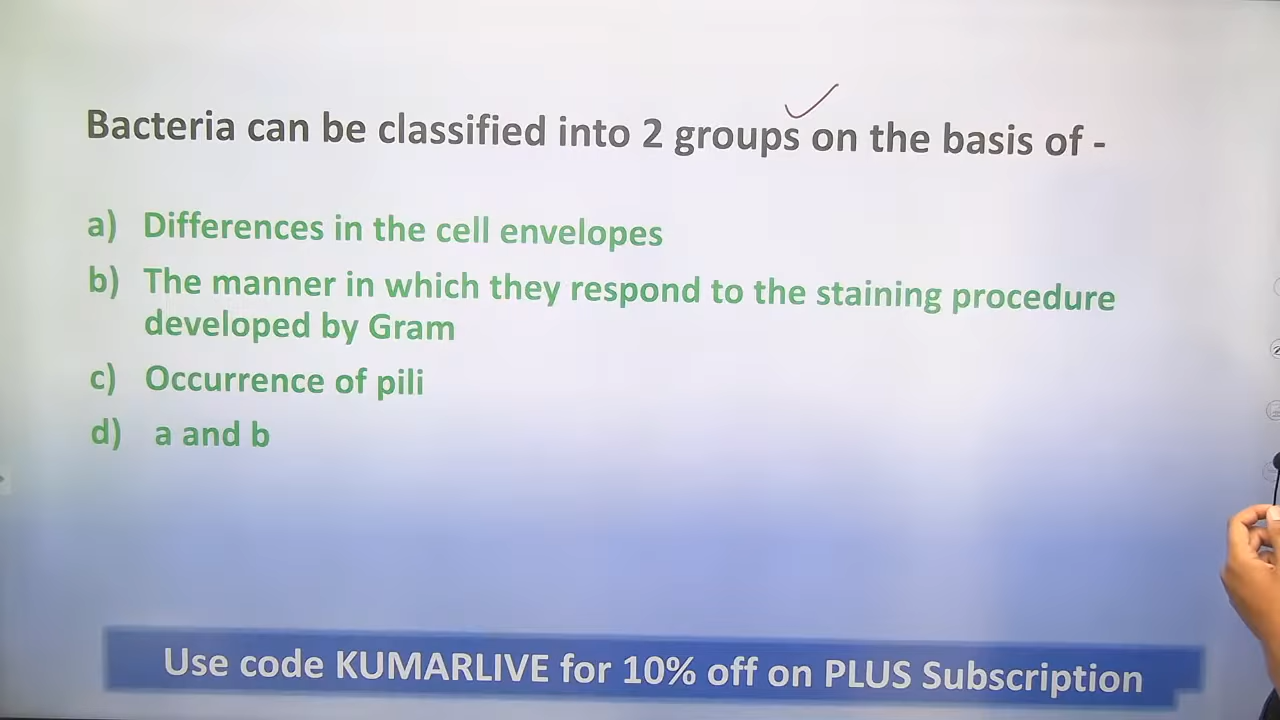 Bacteria can be classified into 2 groups on the basis of -
a) Differences in the cell envelopes
b) The manner in which they respond to the staining procedure
developed by Gram
c) Occurrence of pili
d) a and b
Use code KUMARLIVE for 10% off on PLUS Subscription